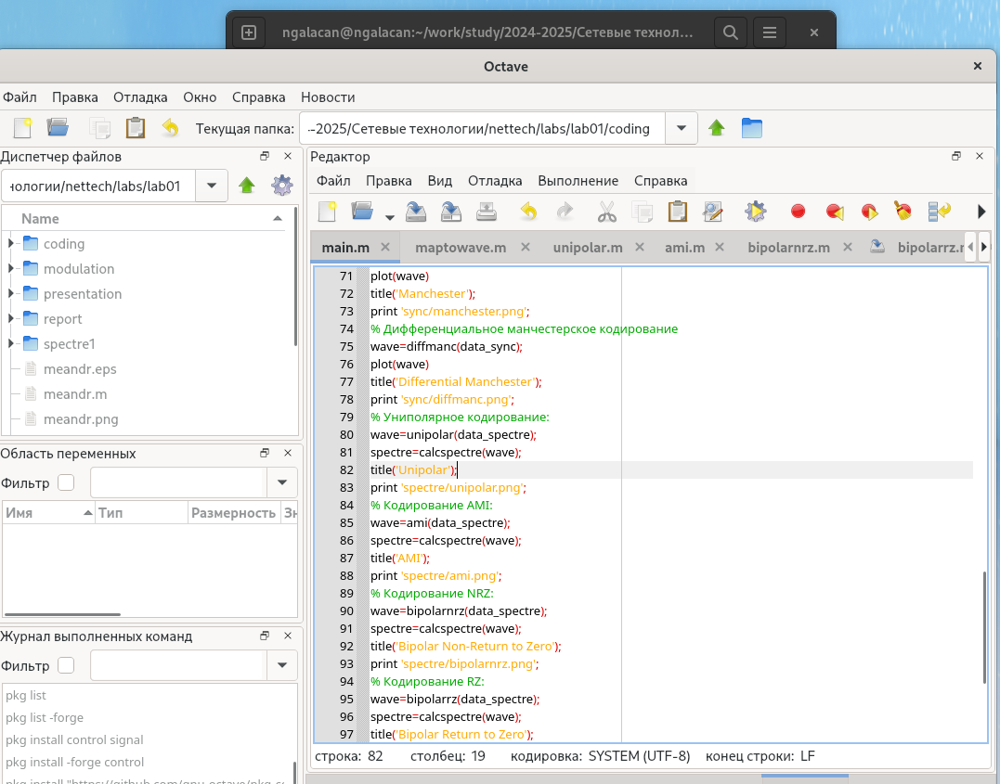 ngalacan@ngalacan:~/work/study/2024-2025/Сетевые технол...
Octave
Файл Правка Отладка Окно Справка Новости
Текущая папка: --2025/Сетевые технологии/nettech/labs/lab01/coding
Диспетчер файлов
нологии/nettech/labs/lab01
Name
coding
modulation
presentation
report
spectre1
meandr.eps
meandr.m
meandr.png
Область переменных
Фильтр
Имя Тип Размерность Зн
Журнал выполненных команд
Фильтр
pkg list
pkg list -forge
pkg install control signal
pkg install -forge control
Редактор
Файл Правка Вид Отладка Выполнение Справка
main.m maptowave.m unipolar.m ami.m bipolarnrz.m bipolarrz.m
71 plot(wave)
72 title('Manchester');
73 print 'sync/manchester.png';
74 % Дифференциальное манчестерское кодирование
75 wave=diffmanc(data_sync);
76 plot(wave)
77 title('Differential Manchester');
78 print 'sync/diffmanc.png';
79 % Униполярное кодирование:
80 wave=unipolar(data_spectre);
81 spectre=calcspectre(wave);
82 title('Unipolar');
83 print 'spectre/unipolar.png';
84 % Кодирование AMI:
85 wave=ami(data_spectre);
86 spectre=calcspectre(wave);
87 title('AMI');
88 print 'spectre/ami.png';
89 % Кодирование NRZ:
90 wave=bipolarnrz(data_spectre);
91 spectre=calcspectre(wave);
92 title('Bipolar Non-Return to Zero');
93 print 'spectre/bipolarnrz.png';
94 % Кодирование RZ:
95 wave=bipolarrz(data_spectre);
96 spectre=calcspectre(wave);
97 title('Bipolar Return to Zero');
строка: 82 столбец: 19 кодировка: SYSTEM (UTF-8) конец строки: LF